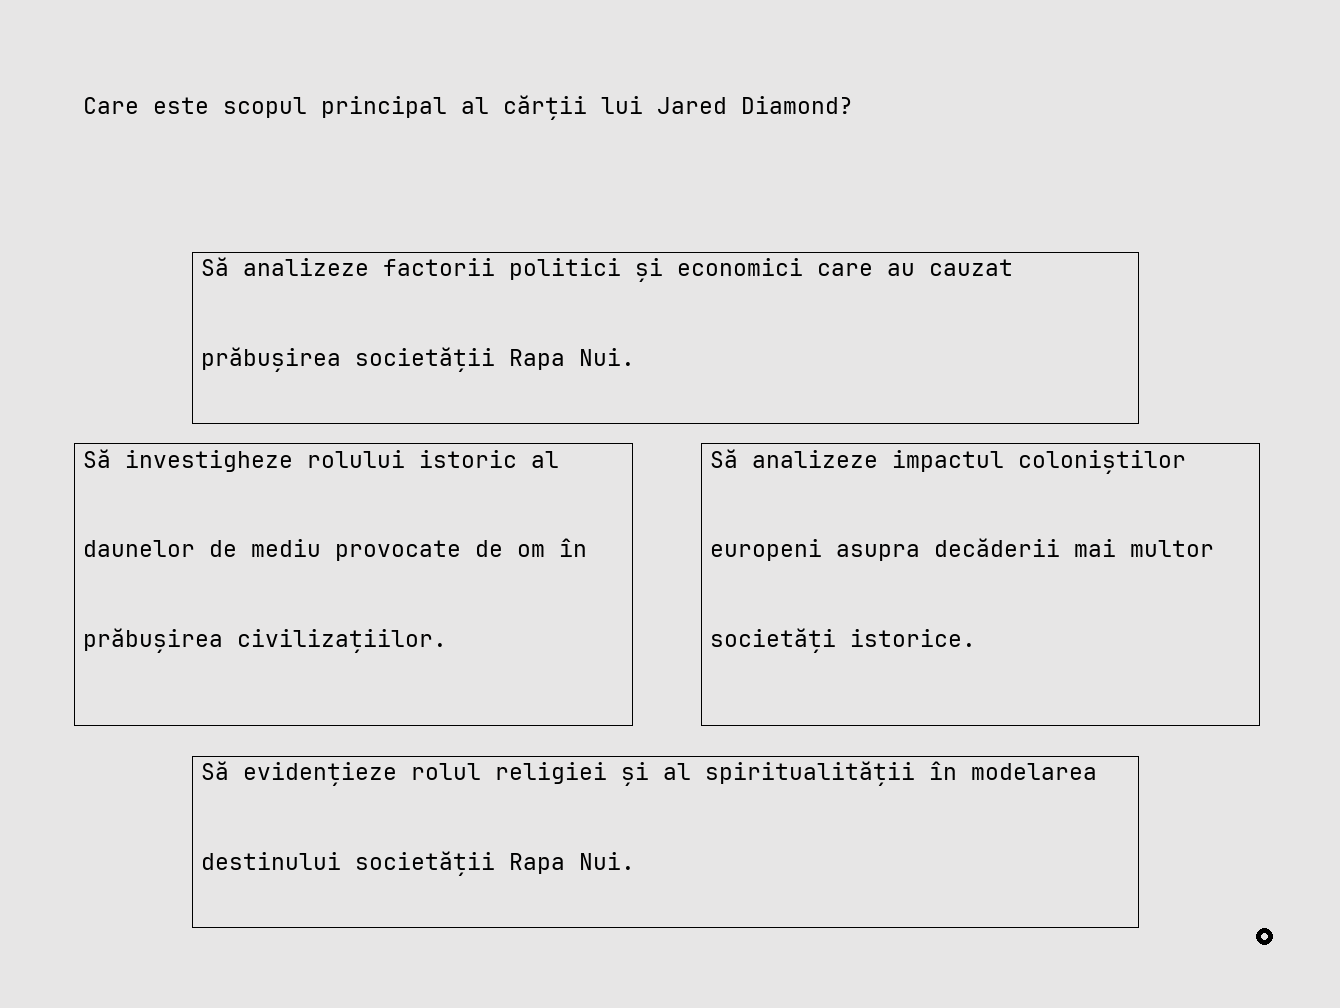 Care este scopul principal al cărții lui Jared Diamond?
Să analizeze factorii politici și economici care au cauzat
prăbușirea societății Rapa Nui.
Să investigheze rolului istoric al
daunelor de mediu provocate de om în
prăbușirea civilizațiilor.
Să analizeze impactul coloniștilor
europeni asupra decăderii mai multor
societăți istorice.
Să evidențieze rolul religiei și al spiritualității în modelarea
destinului societății Rapa Nui.